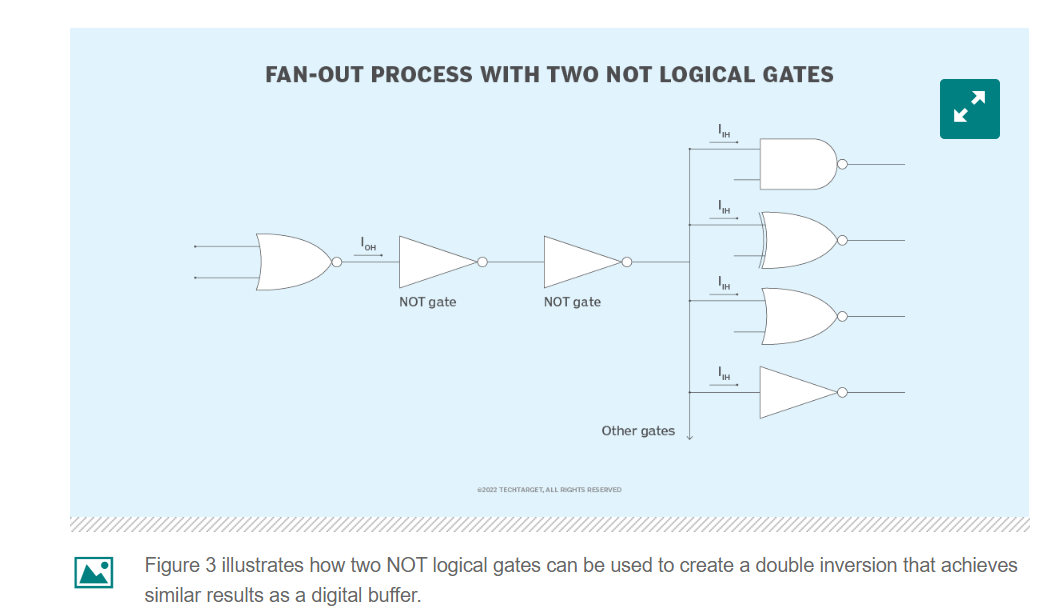 FAN-OUT PROCESS WITH TWO NOT LOGICAL GATES
IIH
IIH
IOH
NOT gate
NOT gate
IIH
IIH
Other gates
©2022 TECHTARGET, ALL RIGHTS RESERVED
Figure 3 illustrates how two NOT logical gates can be used to create a double inversion that achieves
similar results as a digital buffer.